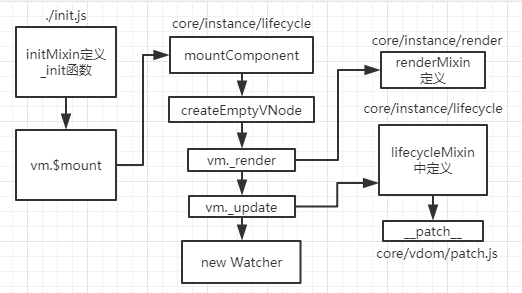 ./init.js
initMixin定义
_init函数
vm.$mount
core/instance/lifecycle
mountComponent
createEmptyVNode
vm._render
vm._update
new Watcher
core/instance/render
renderMixin
定义
core/instance/lifecycle
lifecycleMixin
中定义
__patch__
core/vdom/patch.js